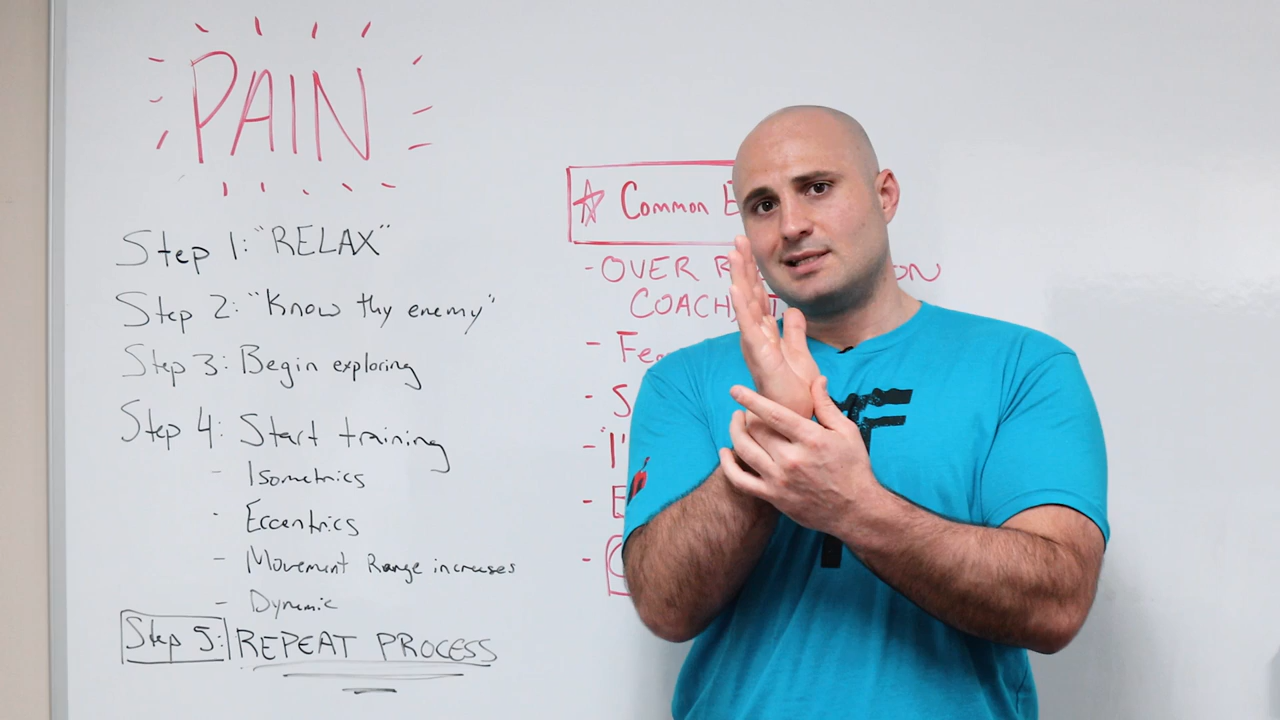 PAIN
Step 1: "RELAX"
Step 2: "Know thy enemy"
Step 3: Begin exploring
Step 4: Start training
- Isometrics
- Eccentrics
- Movement Range increases
- Dynamic
Step 5: REPEAT PROCESS
Common
- OVER
-
-
-
-
-
F